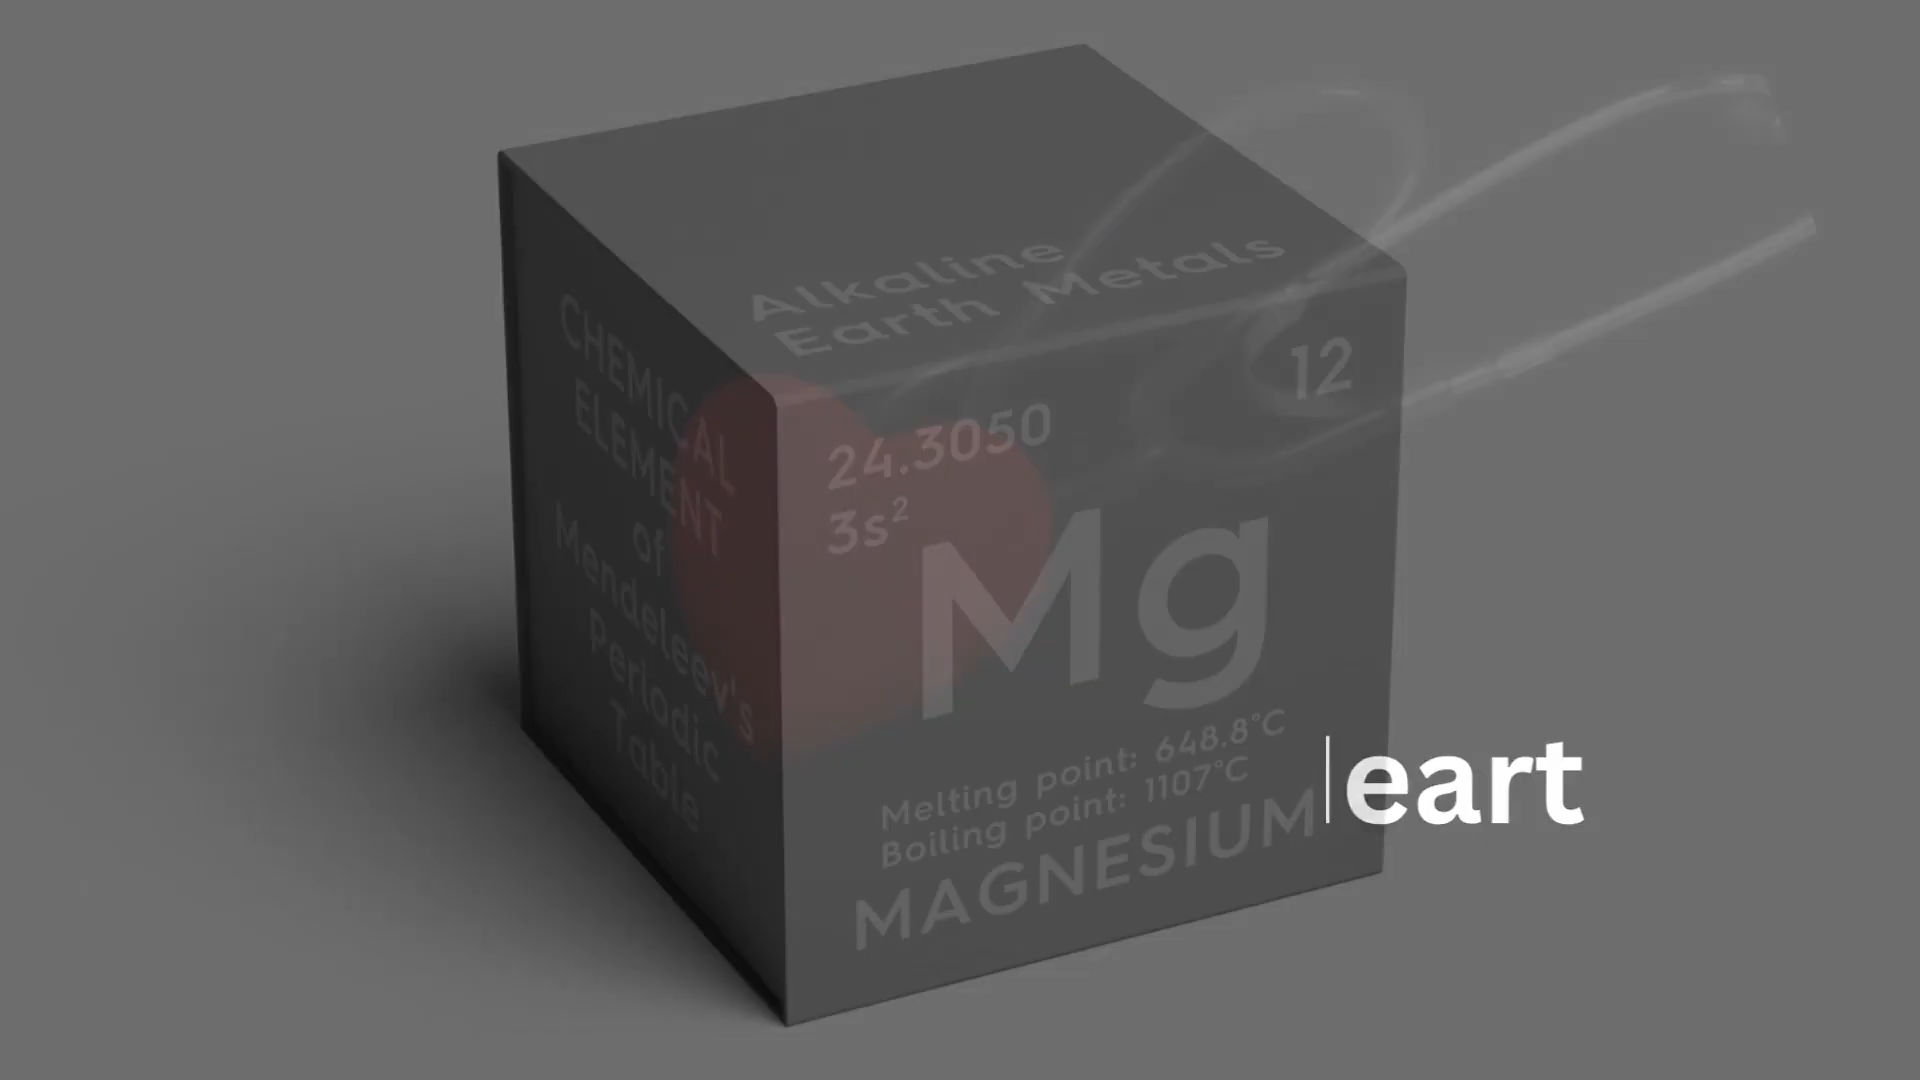 Alkaline
Earth Metals
CHEMICAL
ELEMENT
of
Mendeleev's
Periodic
Table
12
24.3050
3s²
Mg
Melting point: 648.8°C
Boiling point: 1107°C
MAGNESIUM
eart